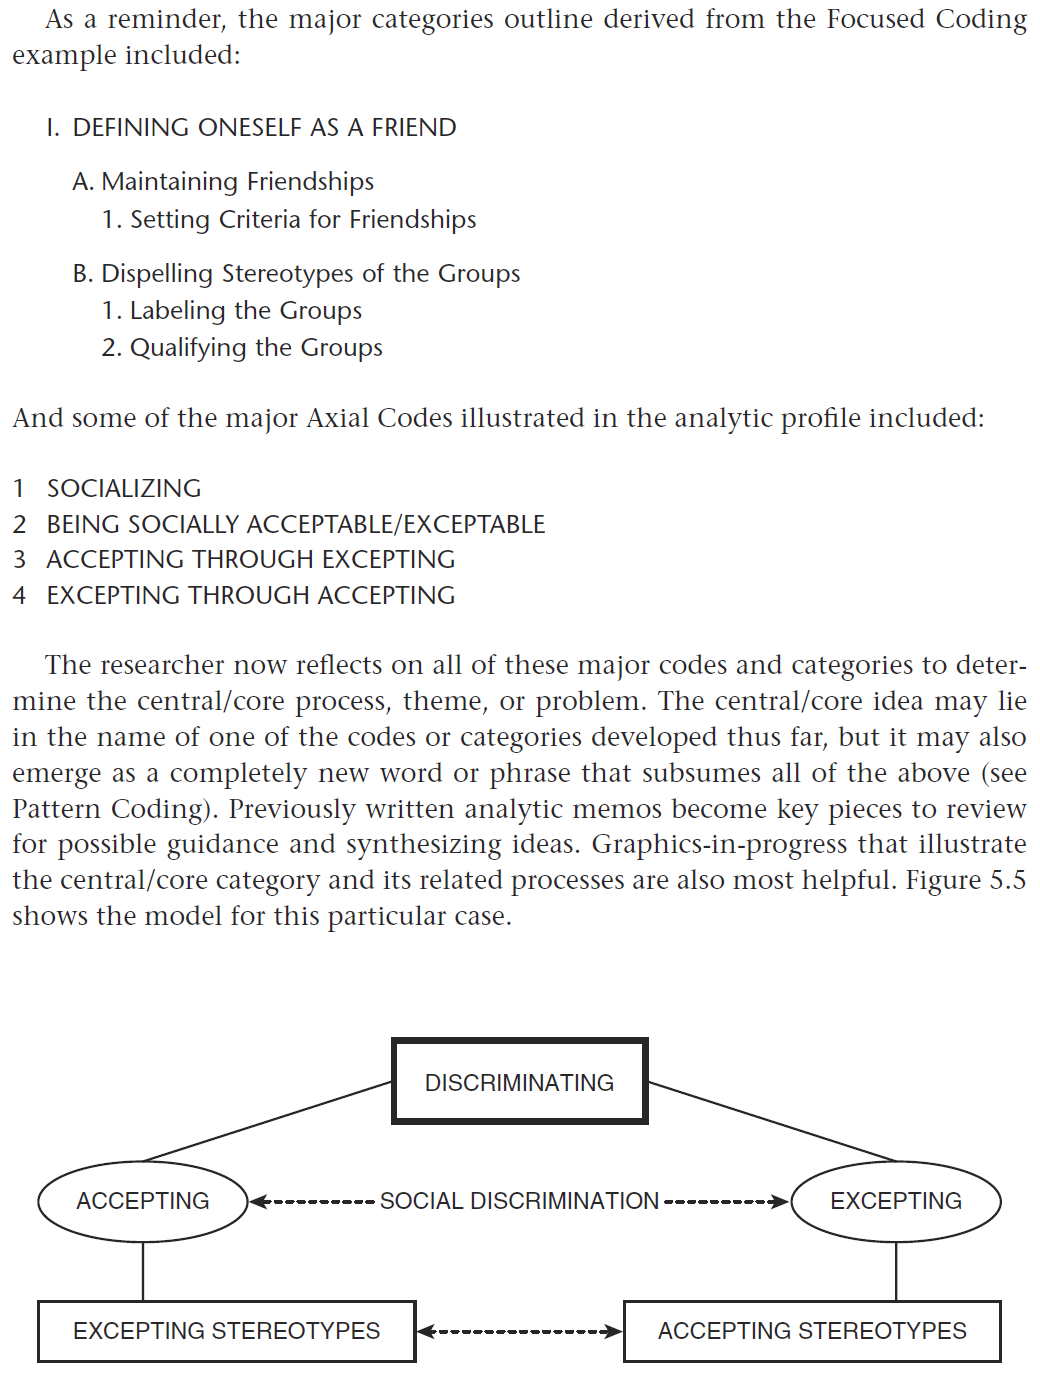 As a reminder, the major categories outline derived from the Focused Coding
example included:
I. DEFINING ONESELF AS A FRIEND
A. Maintaining Friendships
1. Setting Criteria for Friendships
B. Dispelling Stereotypes of the Groups
1. Labeling the Groups
2. Qualifying the Groups
And some of the major Axial Codes illustrated in the analytic profile included:
1 SOCIALIZING
2 BEING SOCIALLY ACCEPTABLE/EXCEPTABLE
3 ACCEPTING THROUGH EXCEPTING
4 EXCEPTING THROUGH ACCEPTING
The researcher now reflects on all of these major codes and categories to deter-
mine the central/core process, theme, or problem. The central/core idea may lie
in the name of one of the codes or categories developed thus far, but it may also
emerge as a completely new word or phrase that subsumes all of the above (see
Pattern Coding). Previously written analytic memos become key pieces to review
for possible guidance and synthesizing ideas. Graphics-in-progress that illustrate
the central/core category and its related processes are also most helpful. Figure 5.5
shows the model for this particular case.
DISCRIMINATING
ACCEPTING SOCIAL DISCRIMINATION EXCEPTING
EXCEPTING STEREOTYPES ACCEPTING STEREOTYPES